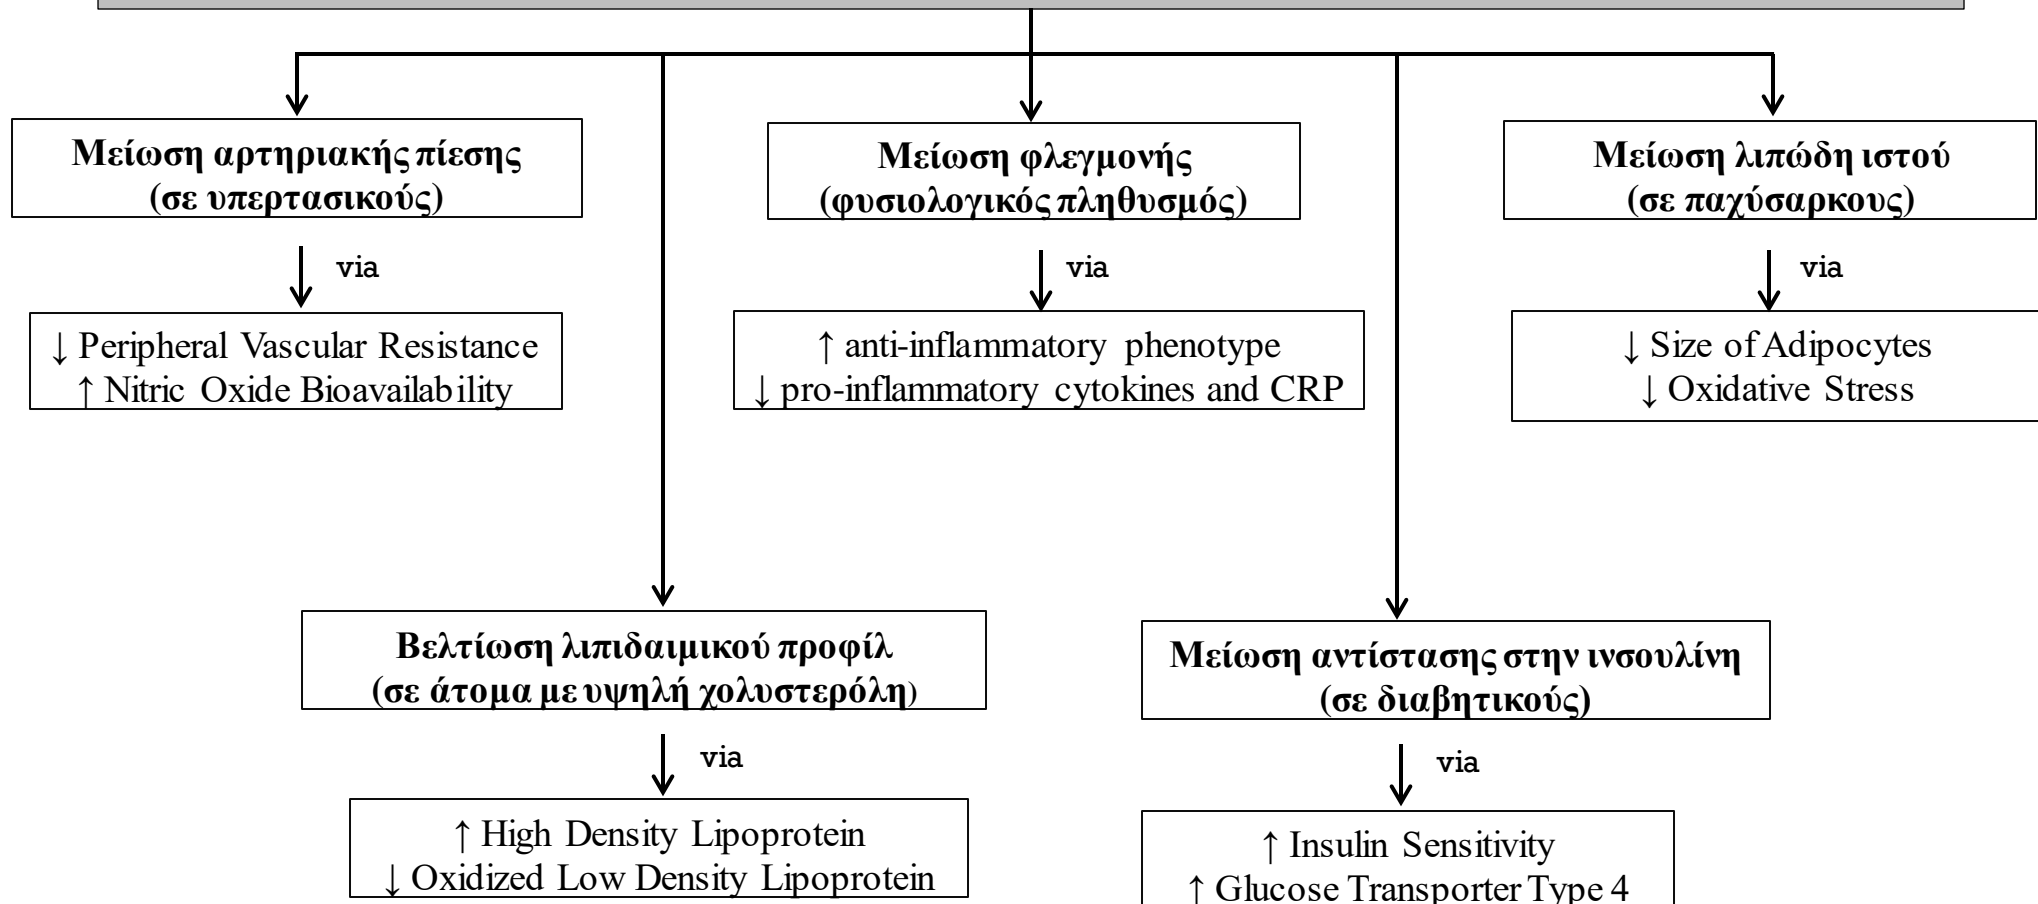 Μείωση αρτηριακής πίεσης
(σε υπερτασικούς)
via
↓ Peripheral Vascular Resistance
↑ Nitric Oxide Bioavailability
Μείωση φλεγμονής
(φυσιολογικός πληθυσμός)
via
↑ anti-inflammatory phenotype
↓ pro-inflammatory cytokines and CRP
Μείωση λιπώδη ιστού
(σε παχύσαρκους)
via
↓ Size of Adipocytes
↓ Oxidative Stress
Βελτίωση λιπιδαιμικού προφίλ
(σε άτομα με υψηλή χολυστερόλη)
via
↑ High Density Lipoprotein
↓ Oxidized Low Density Lipoprotein
Μείωση αντίστασης στην ινσουλίνη
(σε διαβητικούς)
via
↑ Insulin Sensitivity
↑ Glucose Transporter Type 4